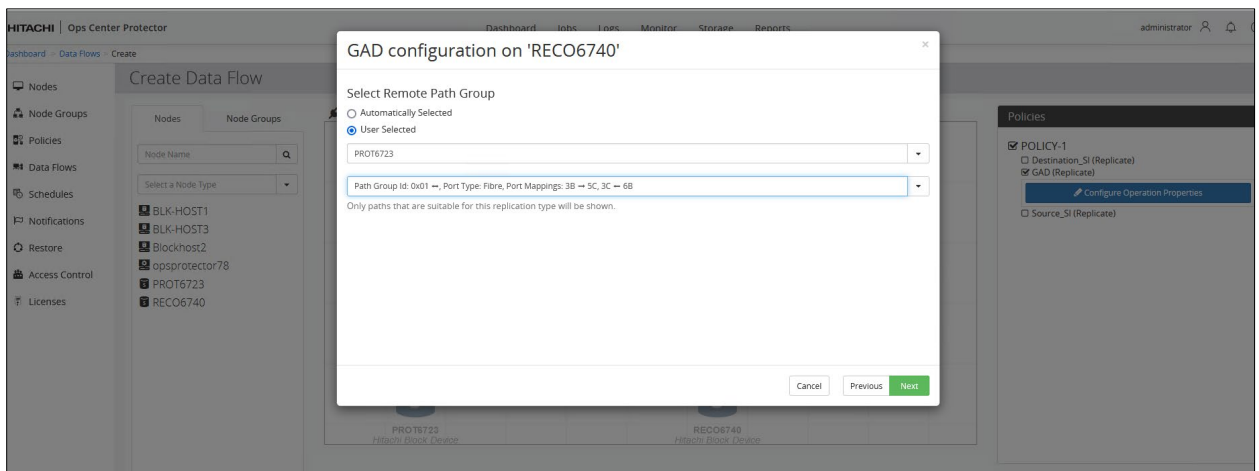 HITACHI Ops Center Protector
Dashboard Jobs Logs Monitor Storage Reports
administrator
Dashboard > Data Flows > Create
Create Data Flow
Nodes
Node Groups
Policies
Data Flows
Schedules
Notifications
Restore
Access Control
Licenses
Nodes Node Groups
Node Name
Select a Node Type
BLK-HOST1
BLK-HOST3
Blockhost2
opsprotector78
PROT6723
RECO6740
GAD configuration on 'RECO6740'
×
Select Remote Path Group
Automatically Selected
User Selected
PROT6723
Path Group Id: 0x01 ↔, Port Type: Fibre, Port Mappings: 3B → 5C, 3C ← 6B
Only paths that are suitable for this replication type will be shown.
Cancel Previous Next
PROT6723
Hitachi Block Device
RECO6740
Hitachi Block Device
Policies
POLICY-1
Destination_SI (Replicate)
GAD (Replicate)
Configure Operation Properties
Source_SI (Replicate)